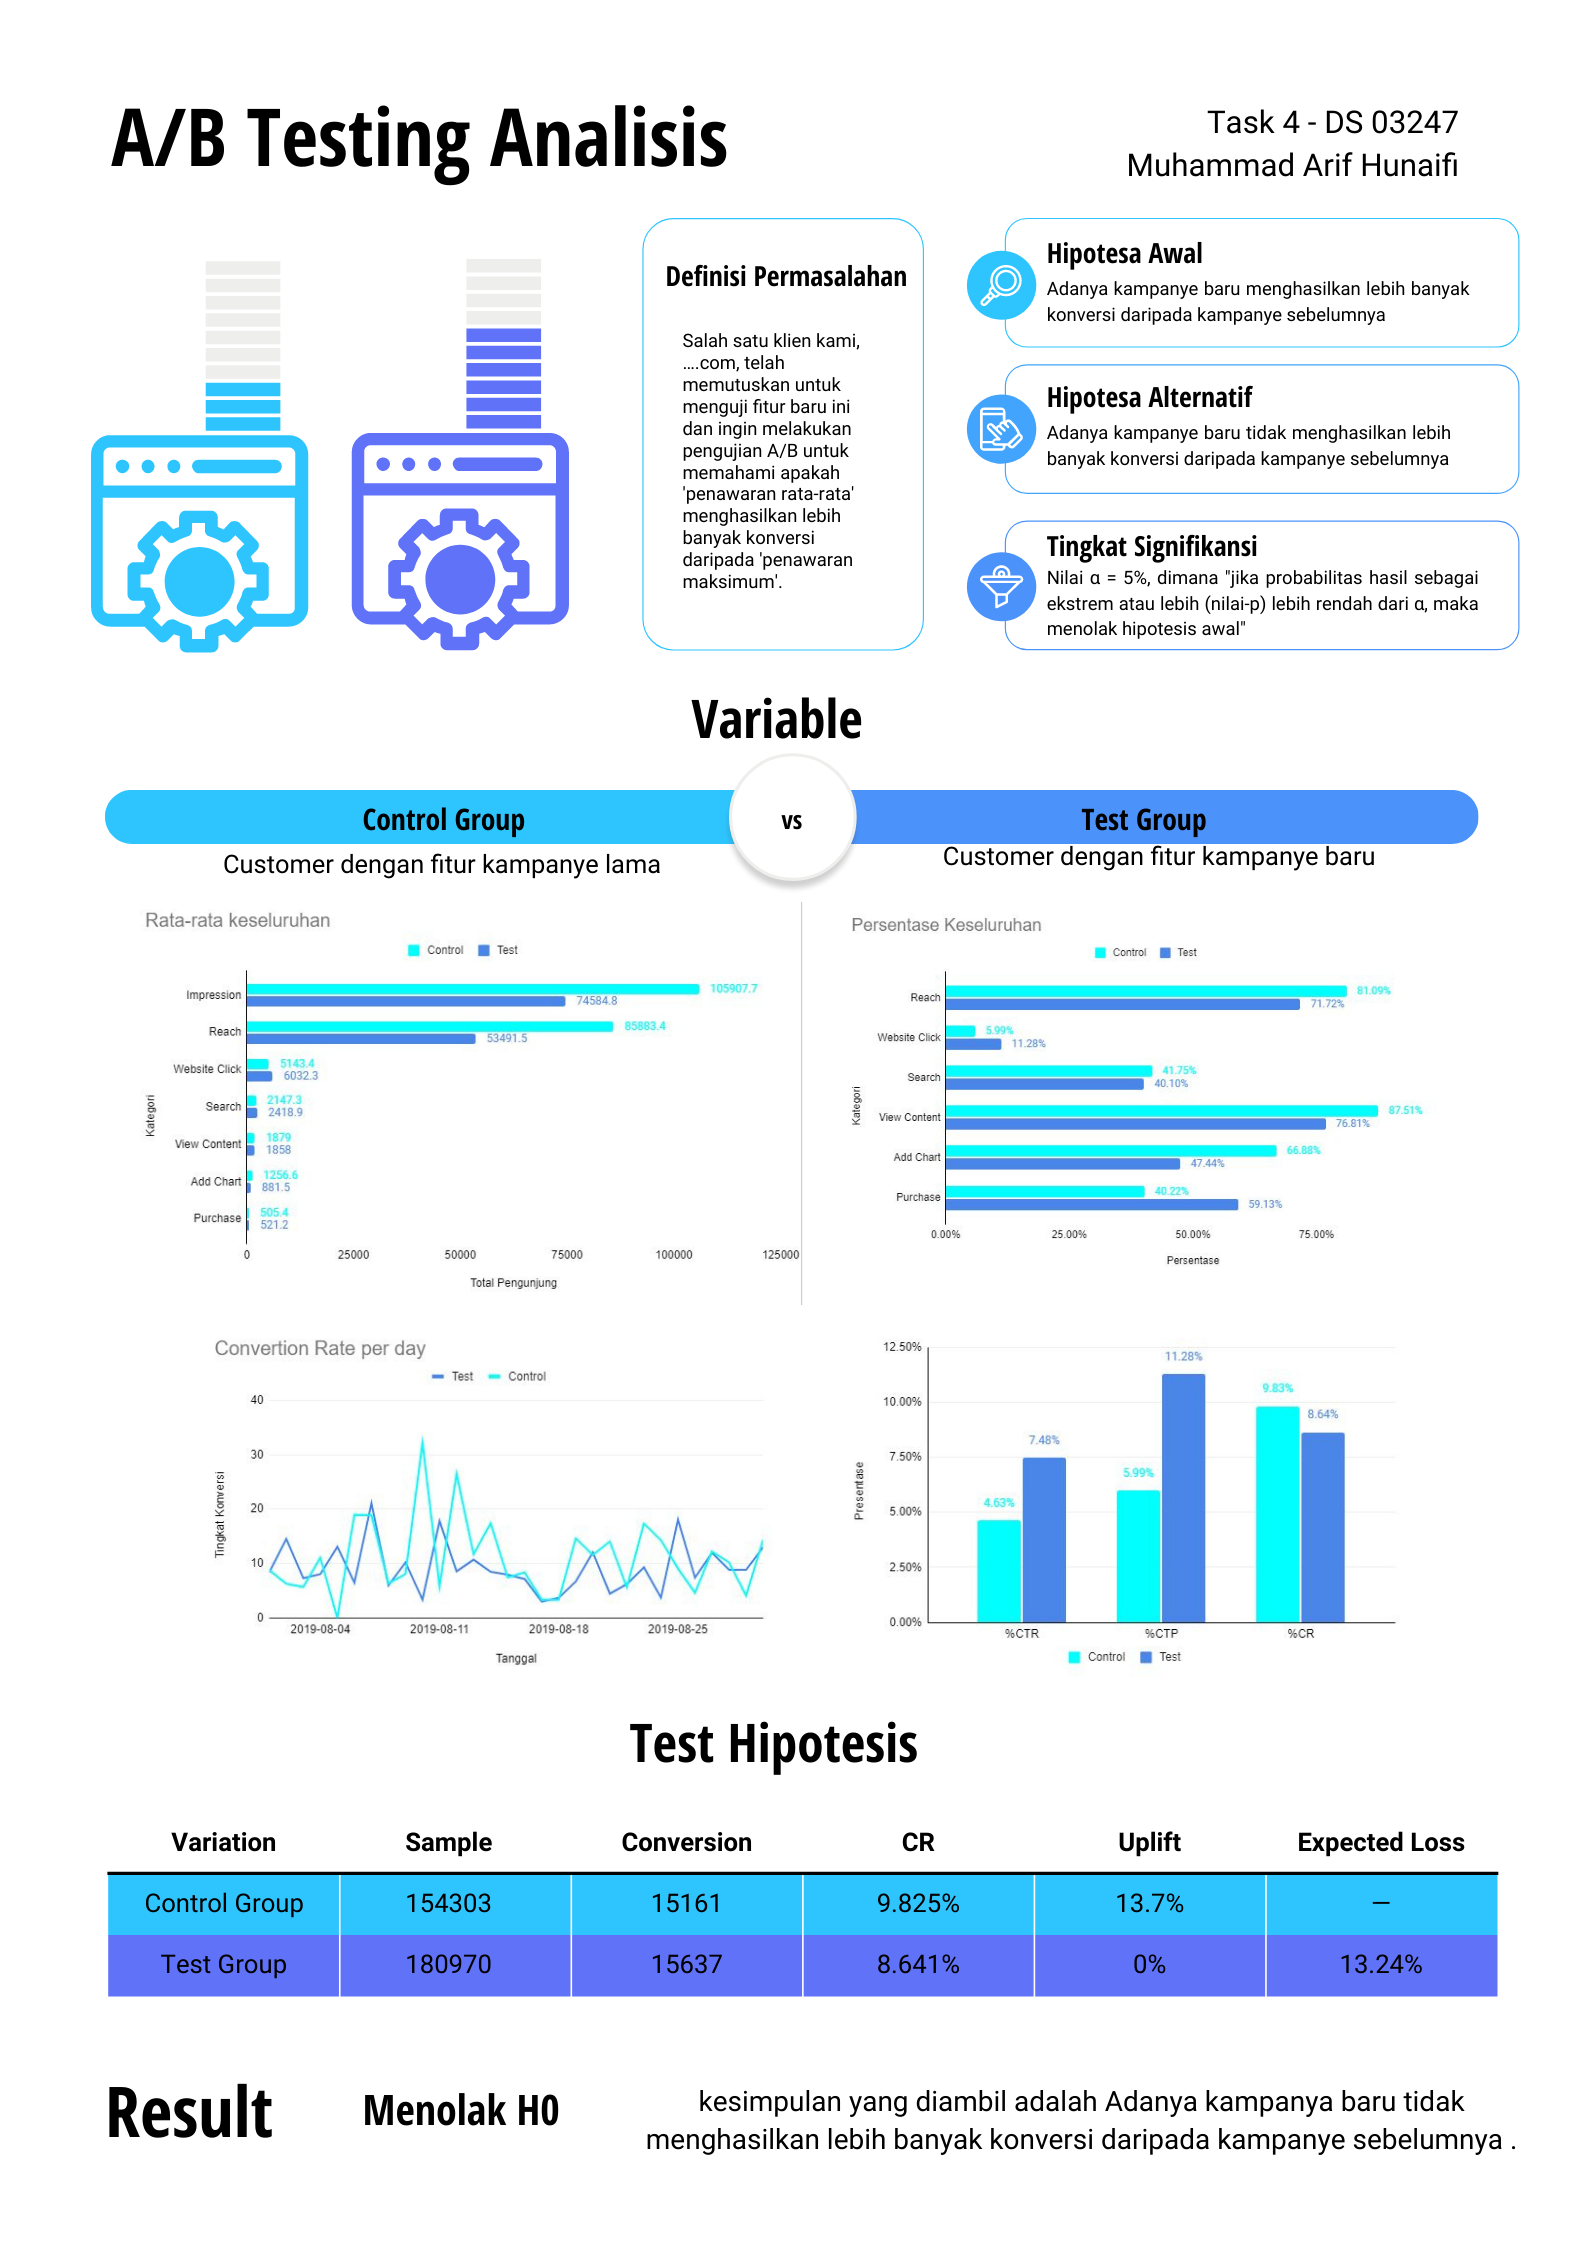 A/B Testing Analisis
Task 4 - DS 03247
Muhammad Arif Hunaifi
Definisi Permasalahan
Salah satu klien kami,
....com, telah
memutuskan untuk
menguji fitur baru ini
dan ingin melakukan
pengujian A/B untuk
memahami apakah
'penawaran rata-rata'
menghasilkan lebih
banyak konversi
daripada 'penawaran
maksimum'.
Hipotesa Awal
Adanya kampanye baru menghasilkan lebih banyak
konversi daripada kampanye sebelumnya
Hipotesa Alternatif
Adanya kampanye baru tidak menghasilkan lebih
banyak konversi daripada kampanye sebelumnya
Tingkat Signifikansi
Nilai α = 5%, dimana "jika probabilitas hasil sebagai
ekstrem atau lebih (nilai-p) lebih rendah dari α, maka
menolak hipotesis awal"
Variable
Control Group
vs
Test Group
Customer dengan fitur kampanye lama
Customer dengan fitur kampanye baru
Rata-rata keseluruhan
Control Test
Kategori
Impression 105907.7
74584.8
Reach 85883.4
53491.5
Website Click 5143.4
6032.3
Search 2147.3
2418.9
View Content 1879
1858
Add Chart 1256.6
881.5
Purchase 505.4
521.2
0 25000 50000 75000 100000 125000
Total Pengunjung
Persentase Keseluruhan
Control Test
Kategori
Reach 81.09%
71.72%
Website Click 5.99%
11.28%
Search 41.75%
40.10%
View Content 87.51%
76.81%
Add Chart 66.88%
47.44%
Purchase 40.22%
59.13%
0.00% 25.00% 50.00% 75.00%
Persentase
Convertion Rate per day
Test Control
Tingkat Konversi
40
30
20
10
0
2019-08-04 2019-08-11 2019-08-18 2019-08-25
Tanggal
Presentase
12.50%
10.00%
7.50%
5.00%
2.50%
0.00%
4.63% 7.48%
5.99% 11.28%
9.83% 8.64%
%CTR %CTP %CR
Control Test
Test Hipotesis
Variation Sample Conversion CR Uplift Expected Loss
Control Group 154303 15161 9.825% 13.7% —
Test Group 180970 15637 8.641% 0% 13.24%
Result
Menolak H0
kesimpulan yang diambil adalah Adanya kampanya baru tidak
menghasilkan lebih banyak konversi daripada kampanye sebelumnya .